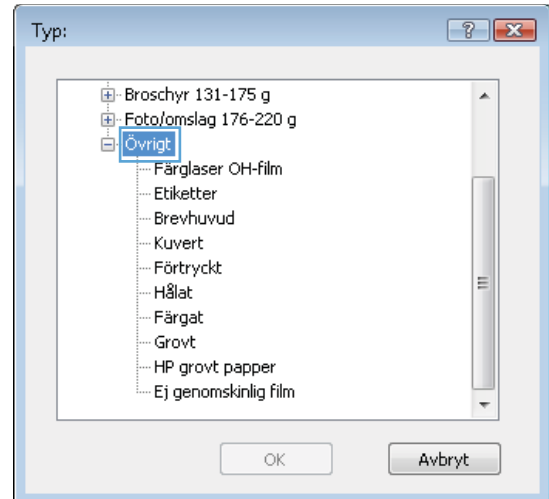 Typ:
Broschyr 131-175 g
Foto/omslag 176-220 g
Övrigt
Färglaser OH-film
Etiketter
Brevhuvud
Kuvert
Förtryckt
Hålat
Färgat
Grovt
HP grovt papper
Ej genomskinlig film
OK Avbryt